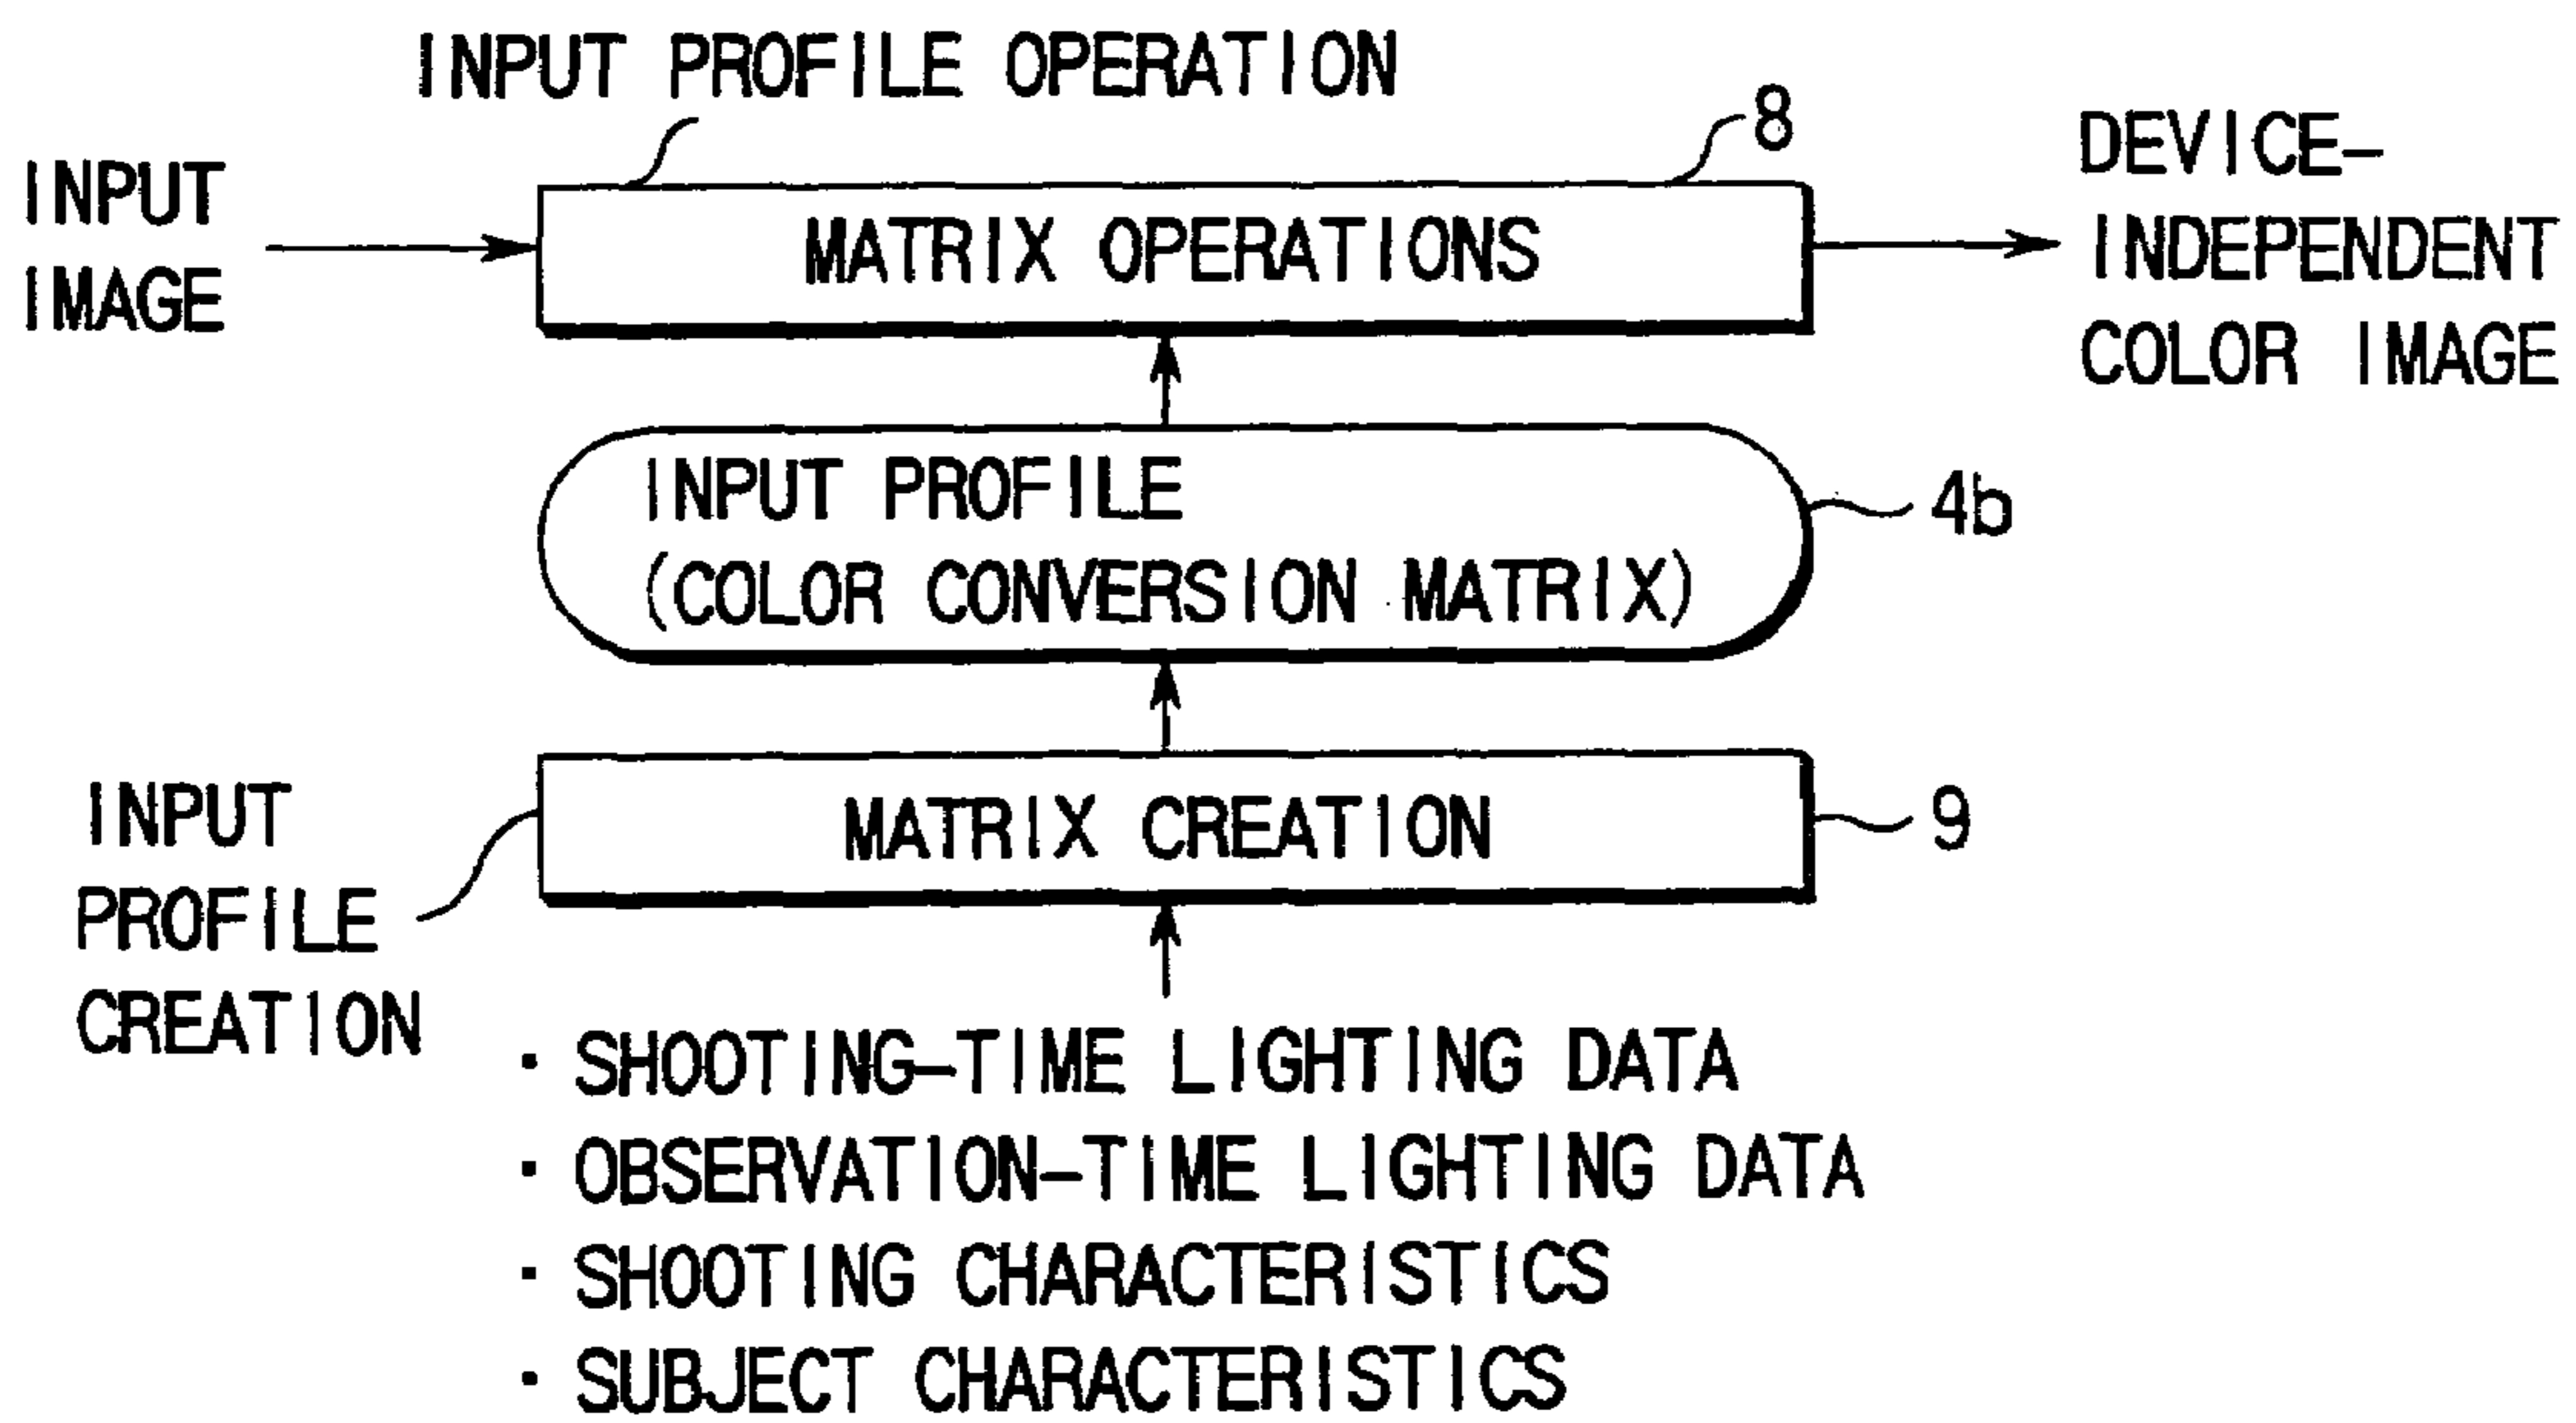 INPUT PROFILE OPERATION
8
INPUT
IMAGE
MATRIX OPERATIONS
DEVICE-
INDEPENDENT
COLOR IMAGE
INPUT PROFILE
(COLOR CONVERSION MATRIX)
4b
INPUT
PROFILE
CREATION
MATRIX CREATION
9
· SHOOTING-TIME LIGHTING DATA
· OBSERVATION-TIME LIGHTING DATA
· SHOOTING CHARACTERISTICS
· SUBJECT CHARACTERISTICS